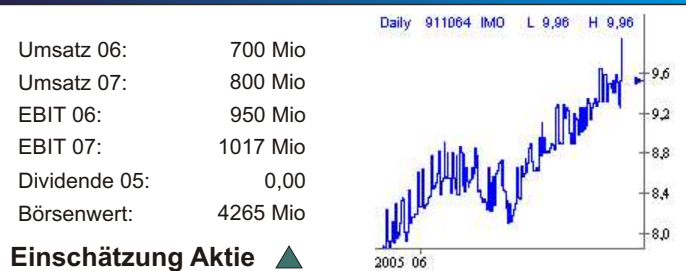 Umsatz 06: 700 Mio
Umsatz 07: 800 Mio
EBIT 06: 950 Mio
EBIT 07: 1017 Mio
Dividende 05: 0,00
Börsenwert: 4265 Mio
Einschätzung Aktie
Daily 911064 IMO L 9,96 H 9,96
9,6
9,2
8,8
8,4
8,0
2005 06